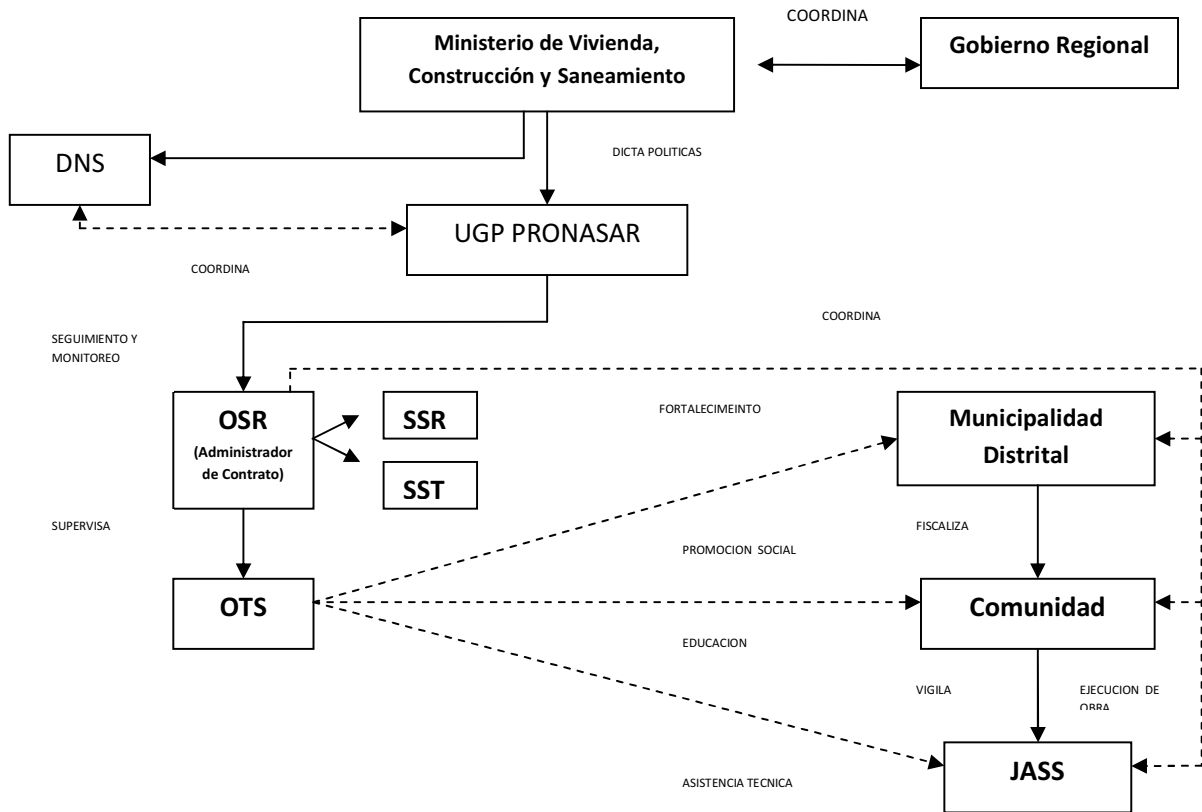 COORDINA
Ministerio de Vivienda,
Construcción y Saneamiento
Gobierno Regional
DNS
DICTA POLITICAS
UGP PRONASAR
COORDINA
SEGUIMIENTO Y
MONITOREO
COORDINA
OSR
(Administrador
de Contrato)
SSR
SST
FORTALECIMEINTO
Municipalidad
Distrital
SUPERVISA
FISCALIZA
PROMOCION SOCIAL
OTS
Comunidad
EDUCACION
VIGILA
EJECUCION DE
OBRA
JASS
ASISTENCIA TECNICA